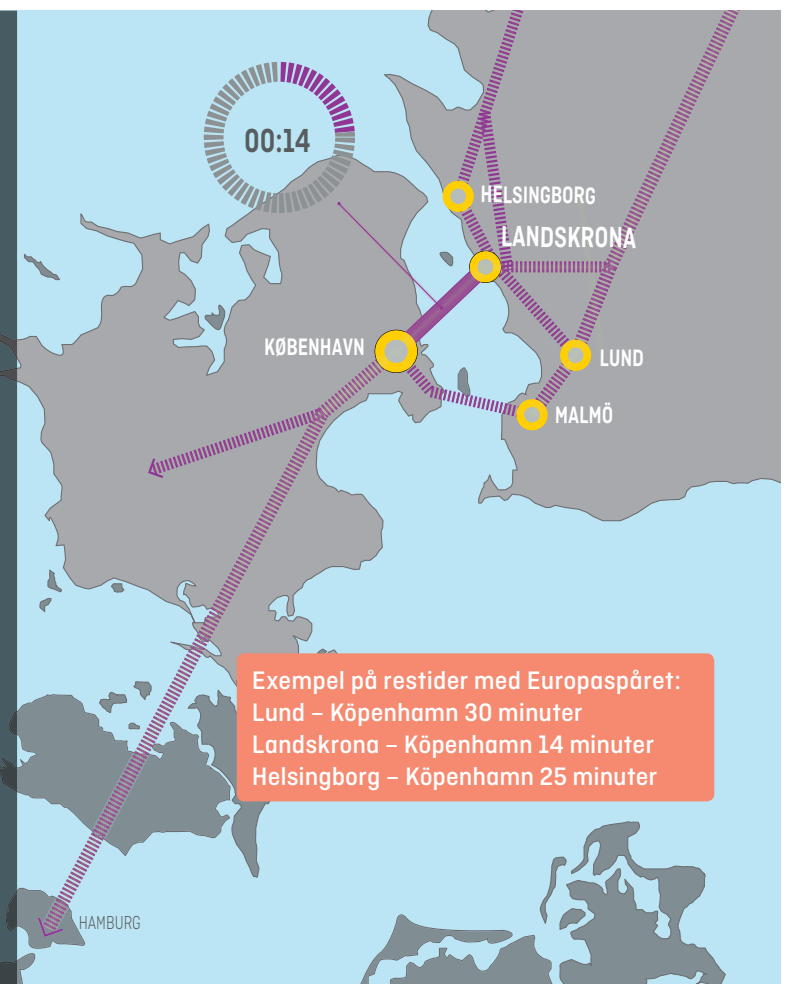 00:14
HELSINGBORG
LANDSKRONA
KØBENHAVN
LUND
MALMÖ
Exempel på restider med Europaspåret:
Lund – Köpenhamn 30 minuter
Landskrona – Köpenhamn 14 minuter
Helsingborg – Köpenhamn 25 minuter
HAMBURG